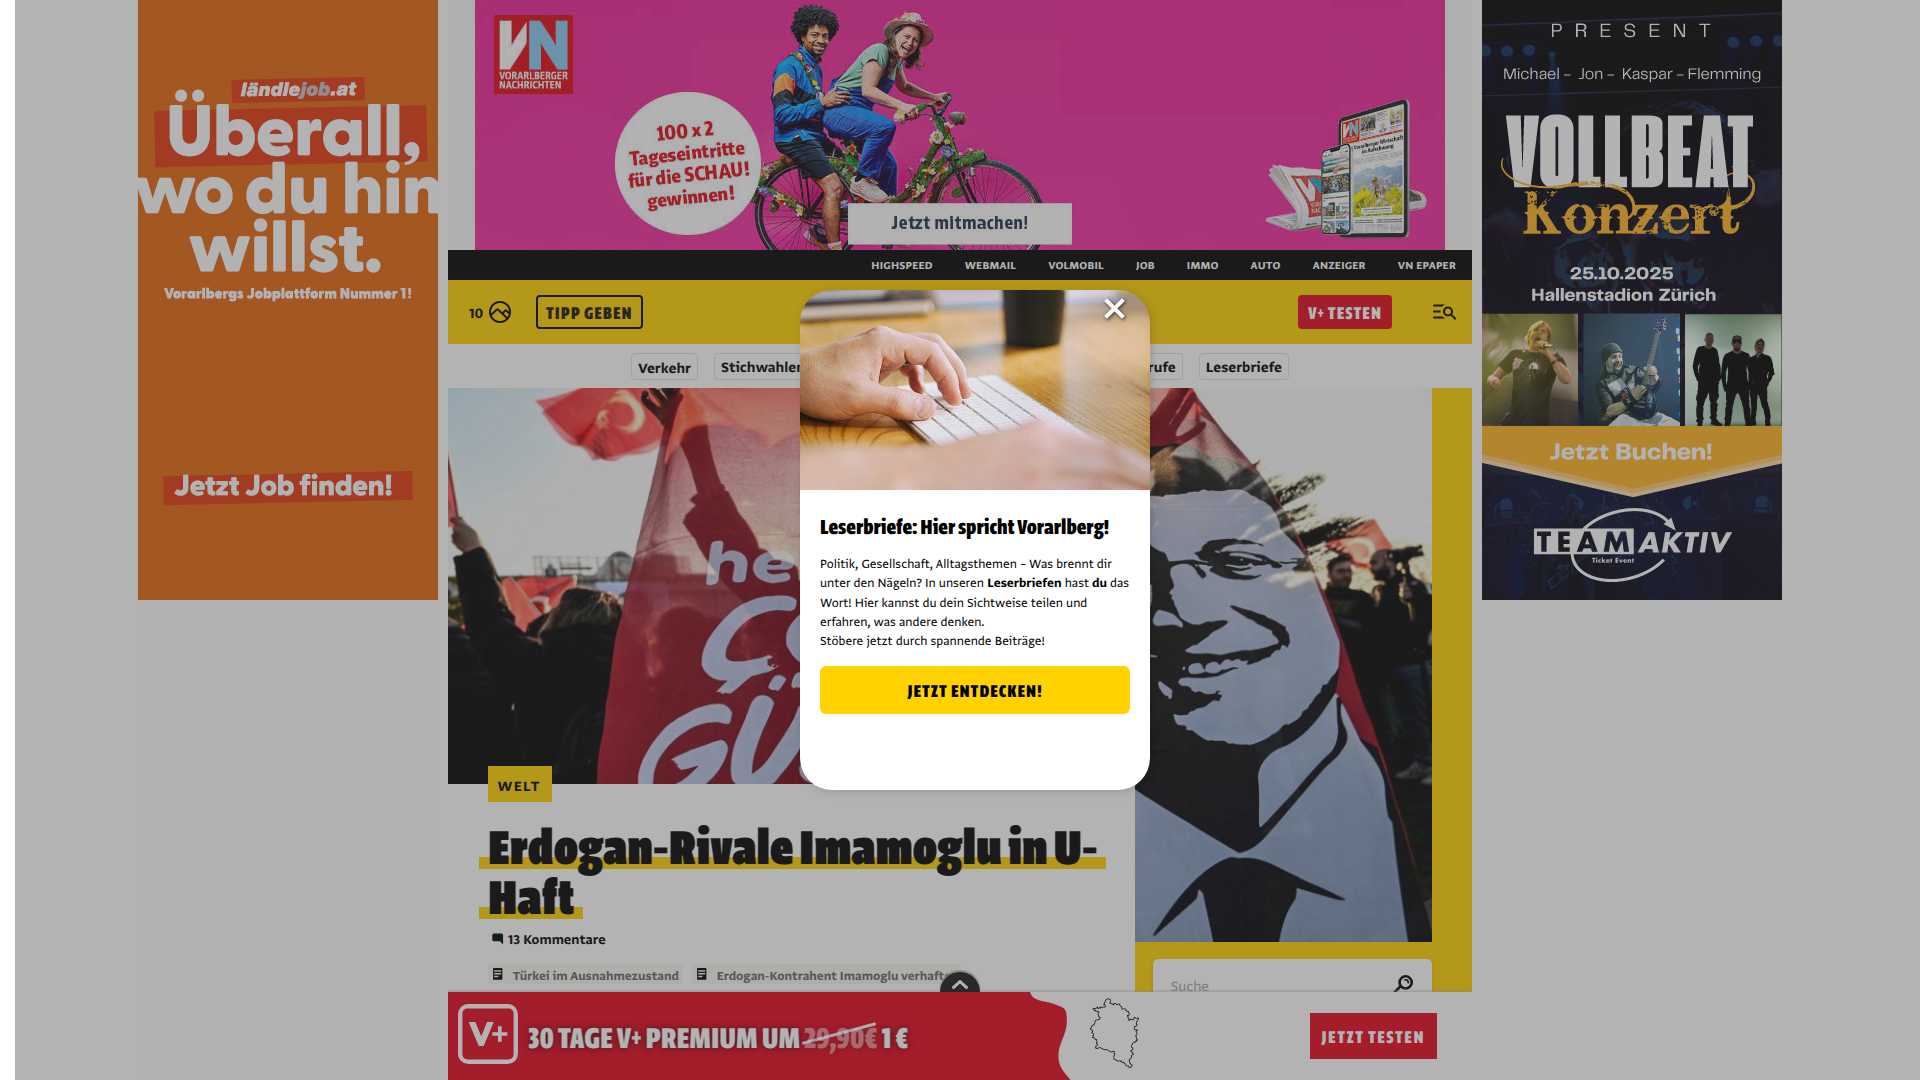 ländlejob.at
Überall,
wo du hin
willst.
Vorarlbergs Jobplattform Nummer 1!
Jetzt Job finden!
VN
VORARLBERGER
NACHRICHTEN
100 x 2
Tageseintritte
für die SCHAU!
gewinnen!
Jetzt mitmachen!
PRESENT
Michael - Jon - Kaspar - Flemming
VOLLBEAT
Konzert
25.10.2025
Hallenstadion Zürich
Jetzt Buchen!
TEAM AKTIV
Ticket Event
HIGHSPEED WEBMAIL VOLMOBIL JOB IMMO AUTO ANZEIGER VN EPAPER
10 TIPP GEBEN V+ TESTEN
Verkehr Stichwahlen rufe Leserbriefe
Leserbriefe: Hier spricht Vorarlberg!
Politik, Gesellschaft, Alltagsthemen – Was brennt dir
unter den Nägeln? In unseren Leserbriefen hast du das
Wort! Hier kannst du dein Sichtweise teilen und
erfahren, was andere denken.
Stöbere jetzt durch spannende Beiträge!
JETZT ENTDECKEN!
WELT
Erdogan-Rivale Imamoglu in U-
Haft
13 Kommentare
Türkei im Ausnahmezustand Erdogan-Kontrahent Imamoglu verhaft
Suche
V+ 30 TAGE V+ PREMIUM UM 29,90€ 1 € JETZT TESTEN